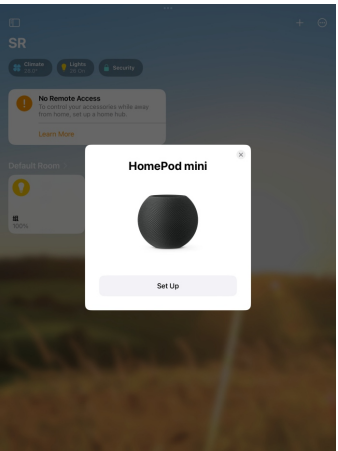 SR
Climate
Lights
Security
No Remote Access
To control your accessories while away
from home, set up a home hub.
Learn More
Default Room
100%
HomePod mini
Set Up